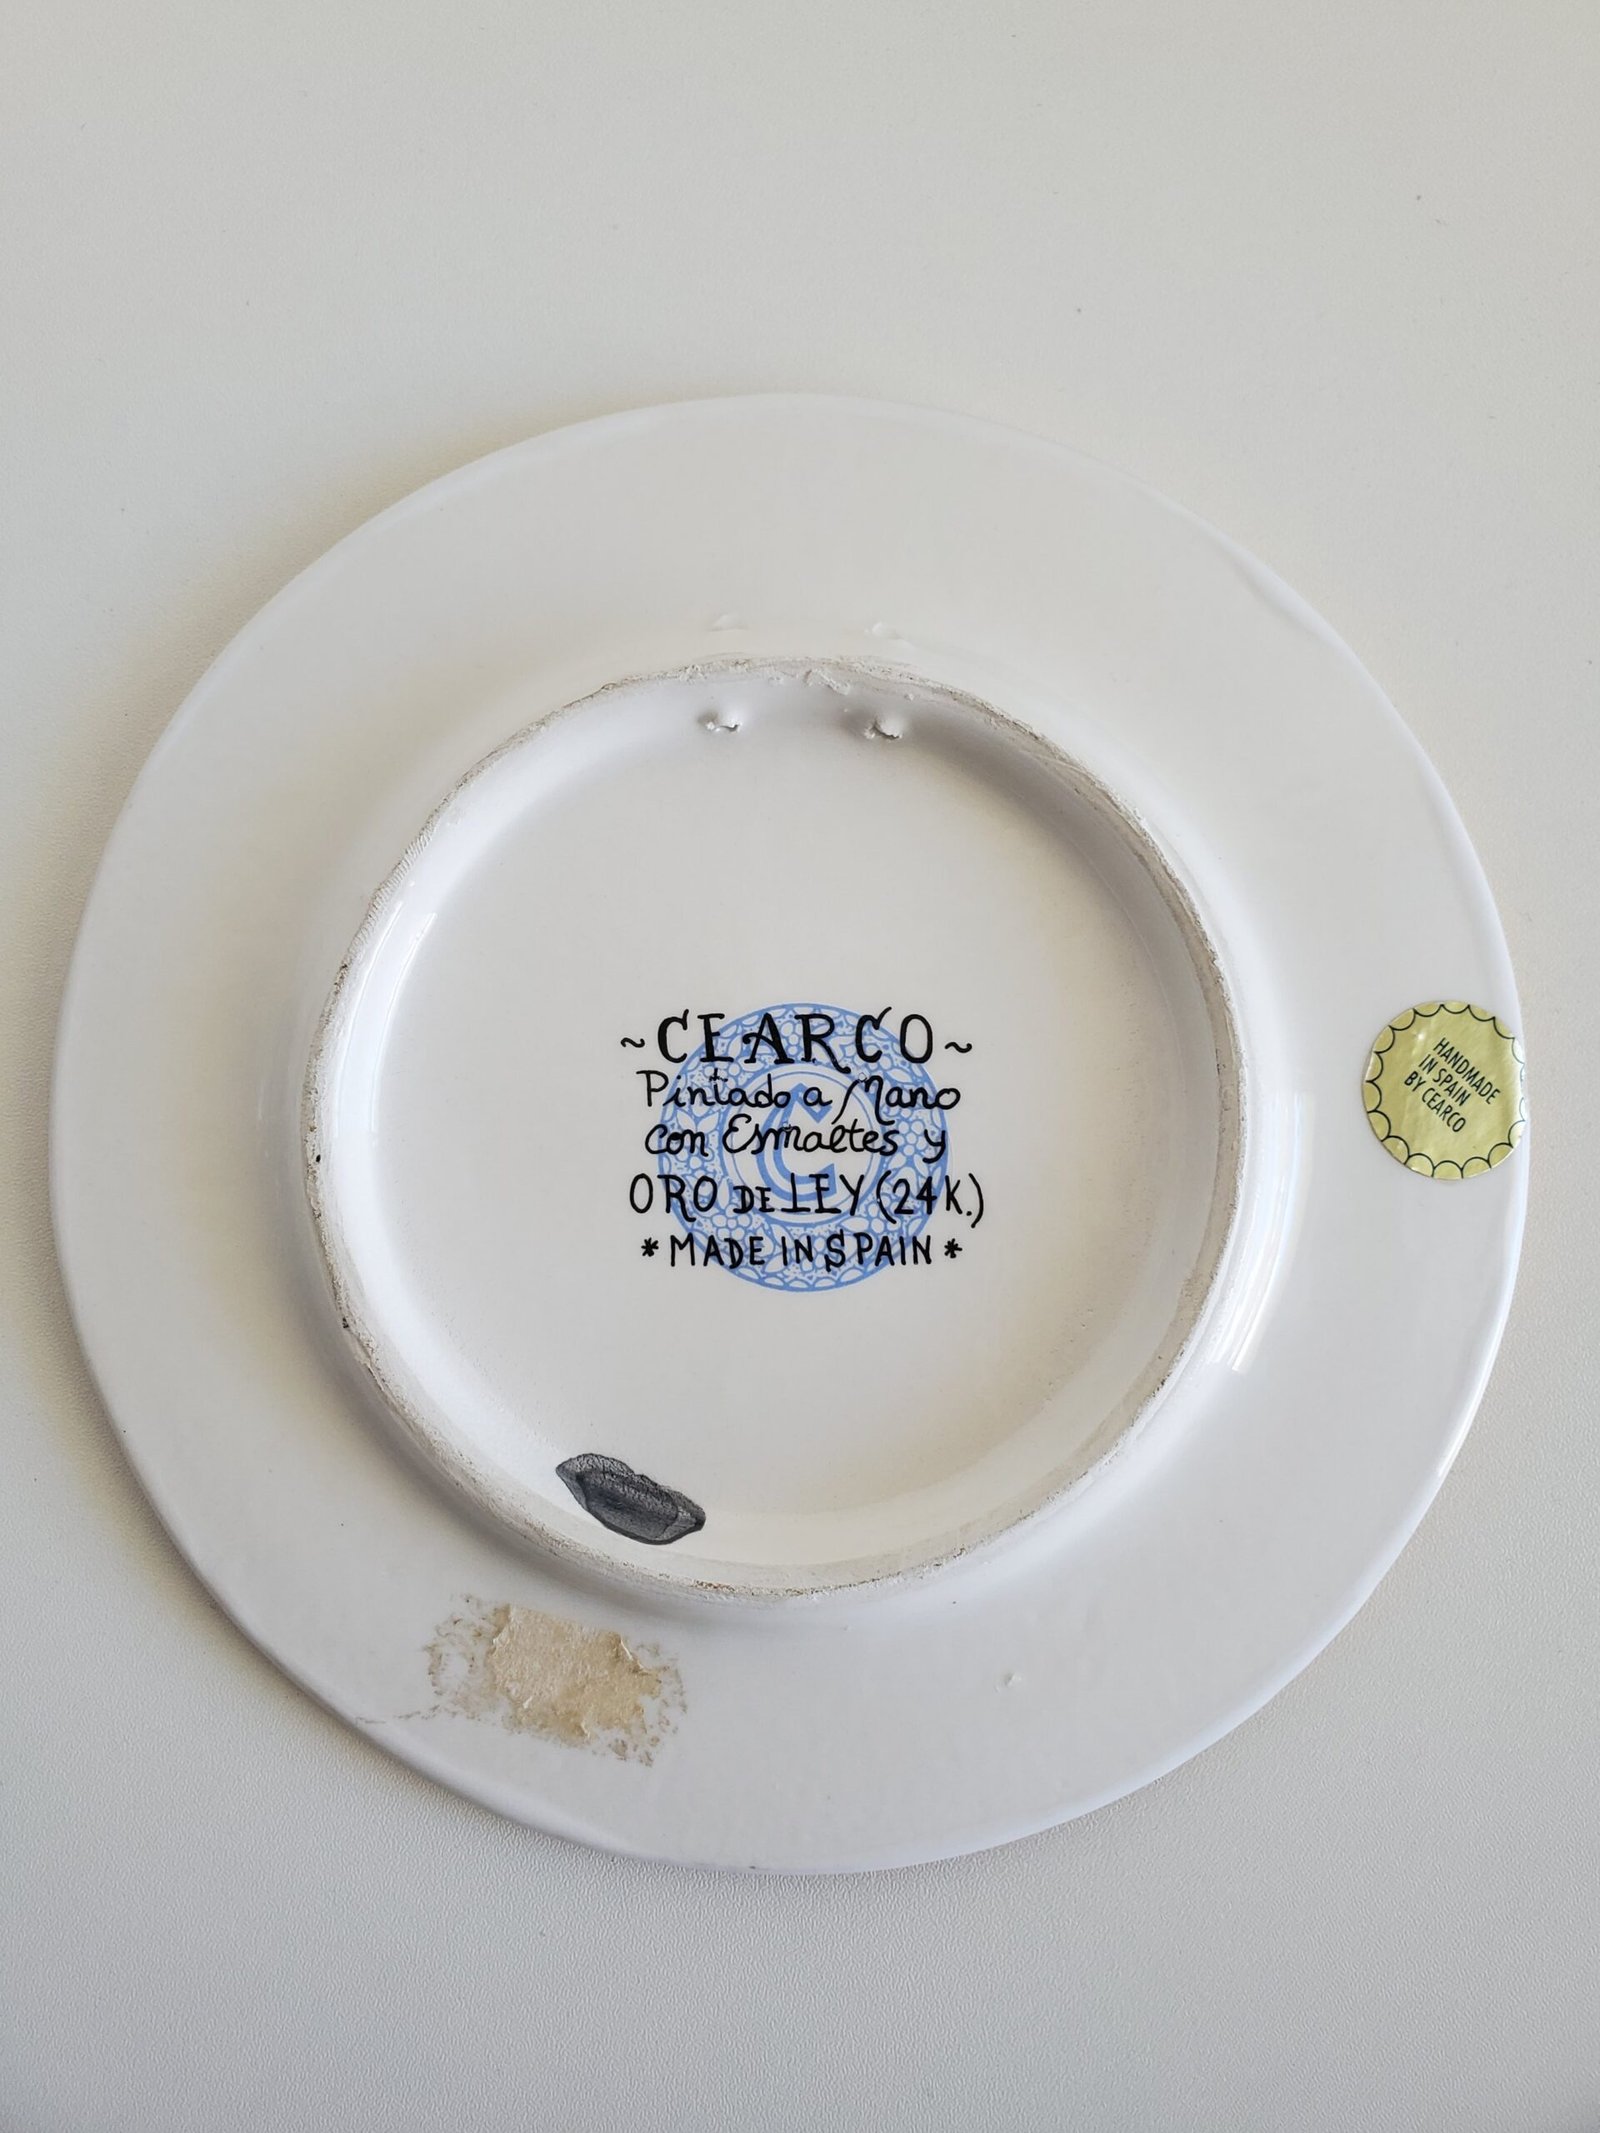 ~CEARCO~
Pintado a Mano
con Esmaltes y
ORO DE LEY (24K.)
*MADE IN SPAIN*
C
HANDMADE
IN SPAIN
BY CEARCO